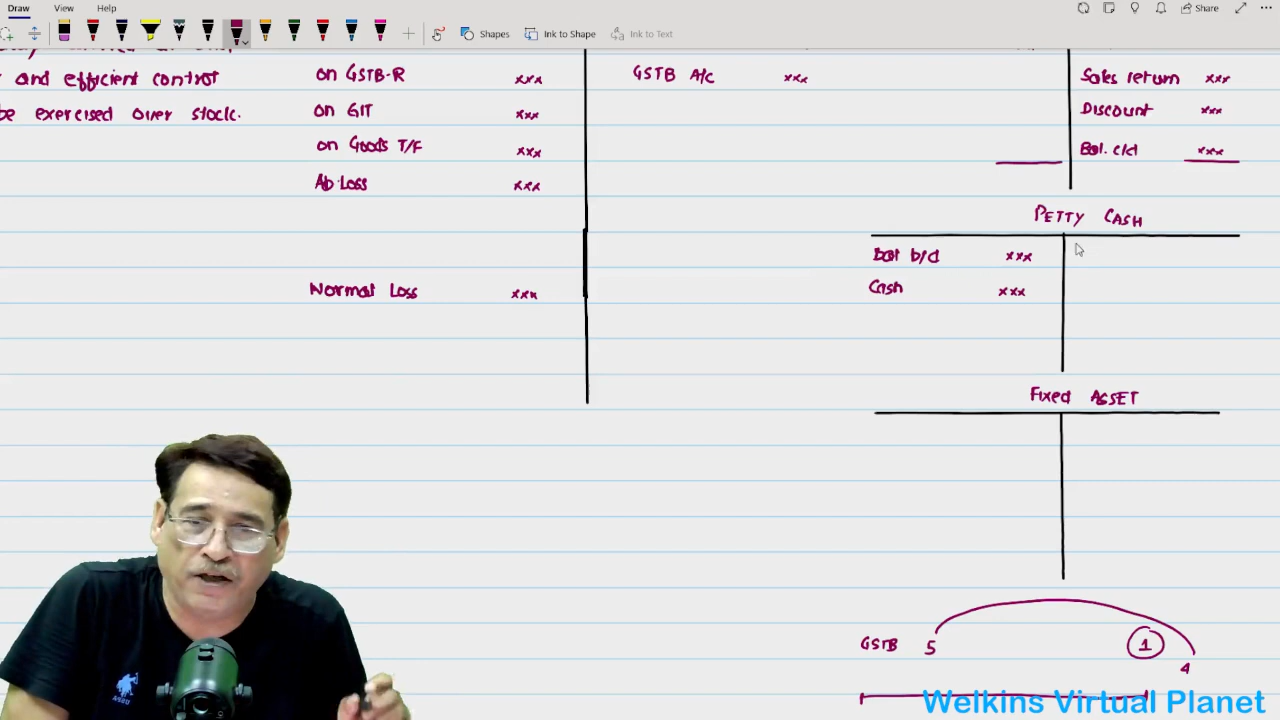 Draw View Help
Share
Shapes Ink to Shape Ink to Text
and efficient control
be exercised over stock.
on GSTB-R xxx
on GIT xxx
on Goods T/F xxx
Ab. Loss xxx
Normal Loss xxx
GSTB A/c xxx
Sales return xxx
Discount xxx
Bal. c/d xxx
PETTY CASH
Bal b/d xxx
Cash xxx
Fixed ASSET
GSTB 5 1 4
Welkins Virtual Planet